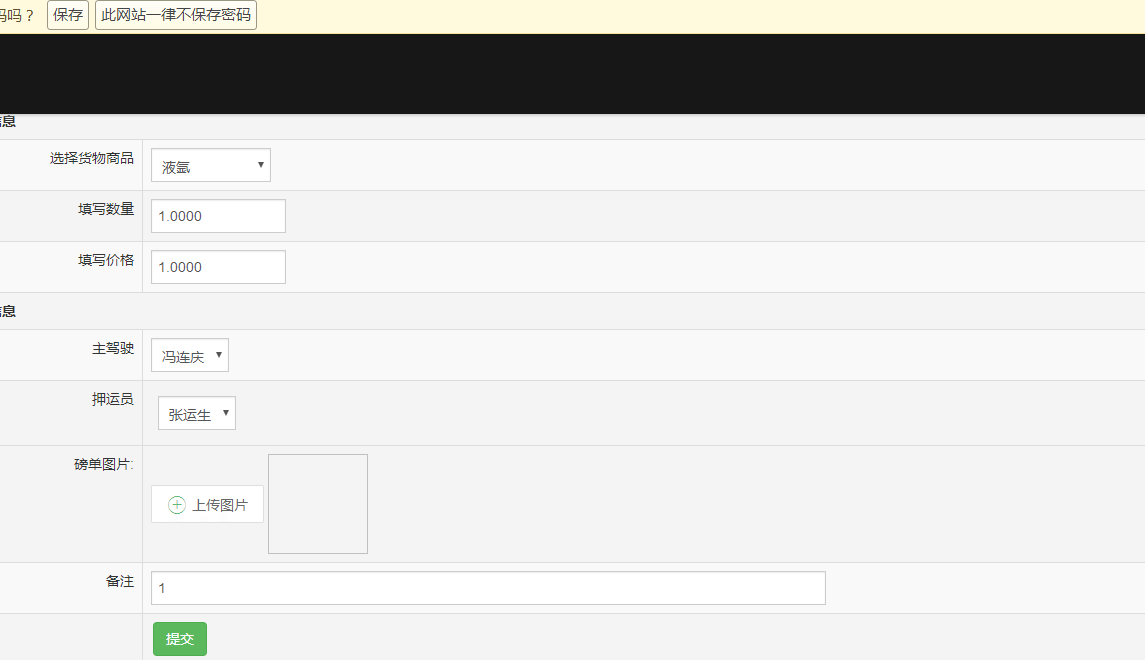 码吗？ 保存 此网站一律不保存密码
信息
选择货物商品 液氩
填写数量 1.0000
填写价格 1.0000
信息
主驾驶 冯连庆
押运员 张运生
磅单图片:
上传图片
备注 1
提交